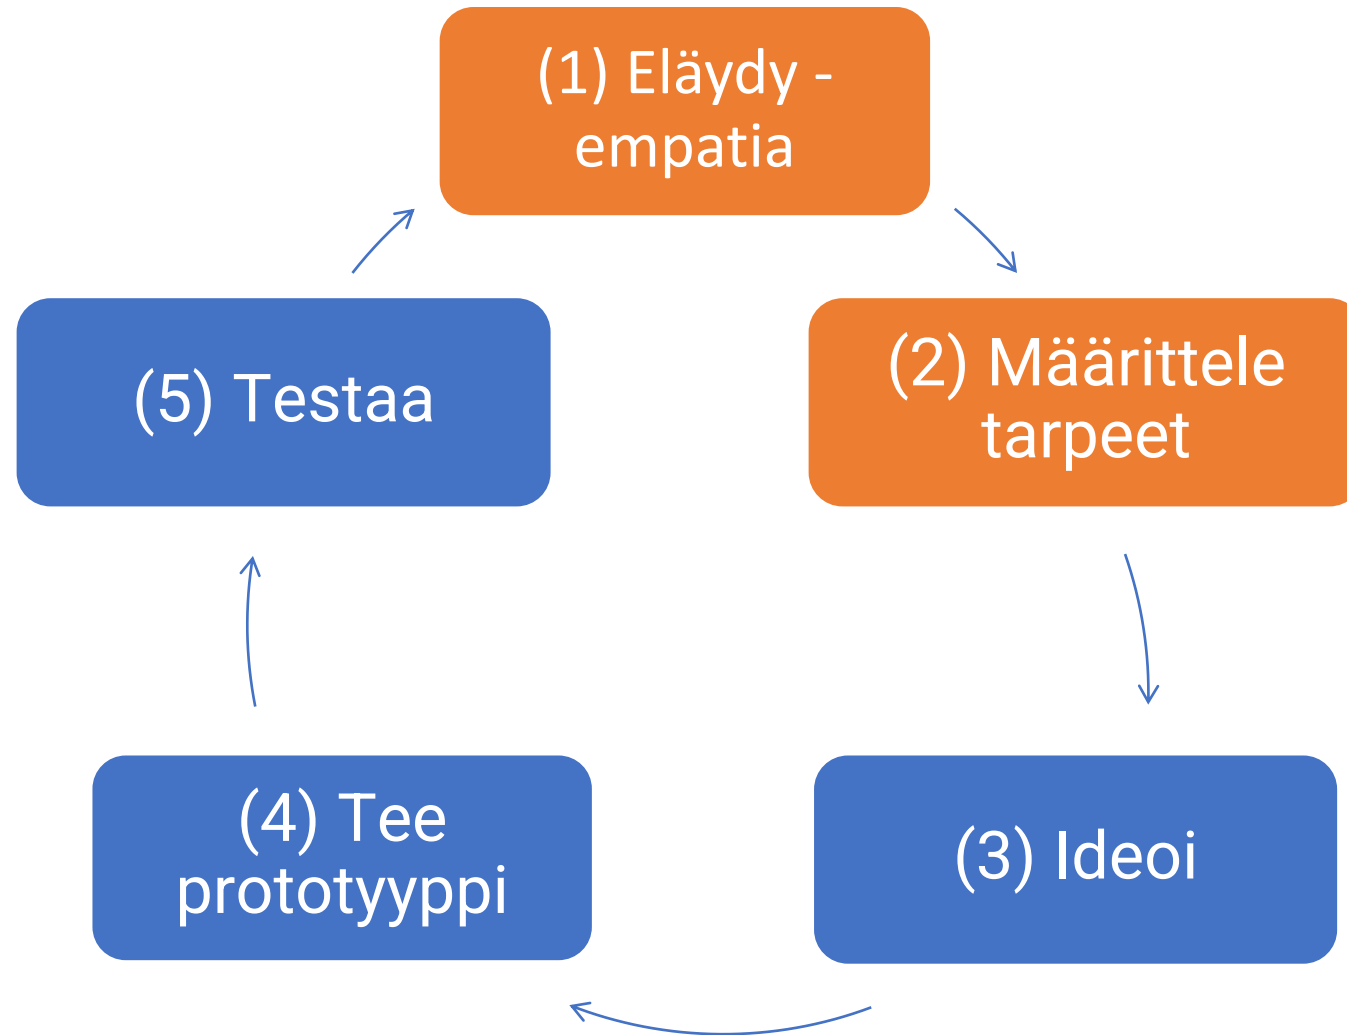 (1) Eläydy -
empatia
(2) Määrittele
tarpeet
(3) Ideoi
(4) Tee
prototyyppi
(5) Testaa